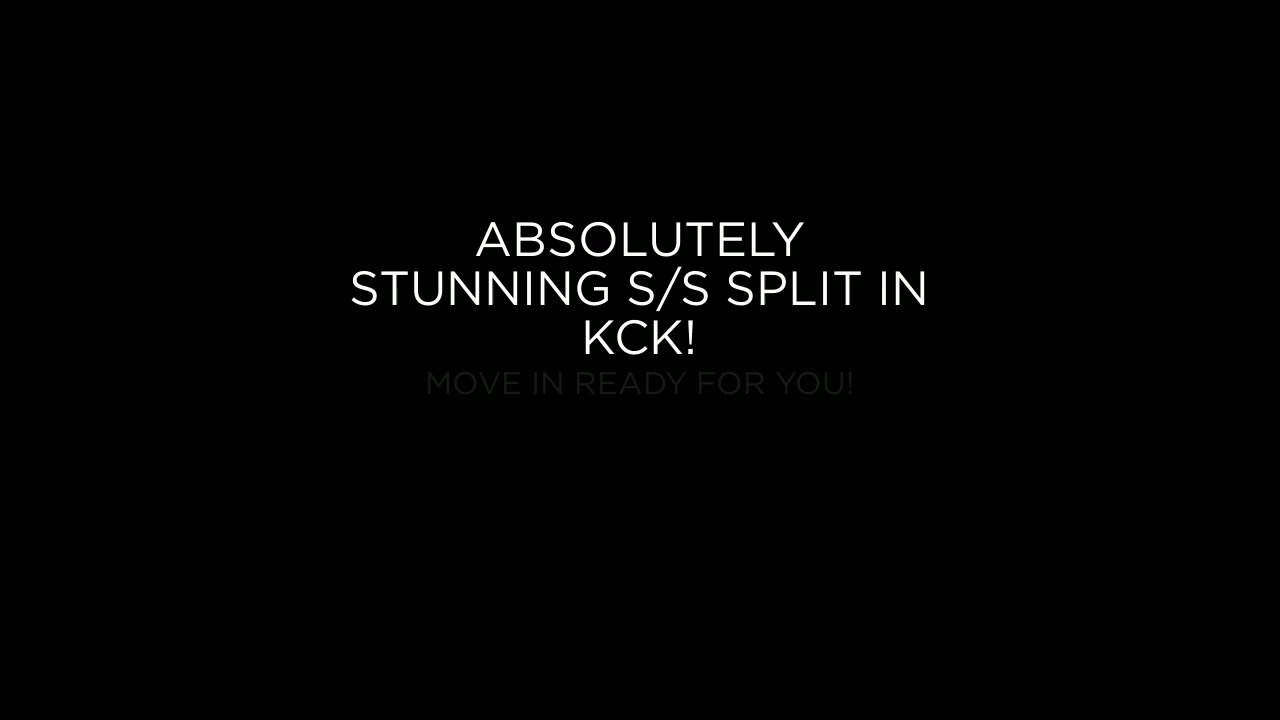 ABSOLUTELY
STUNNING S/S SPLIT IN
KCK!
MOVE IN READY FOR YOU!